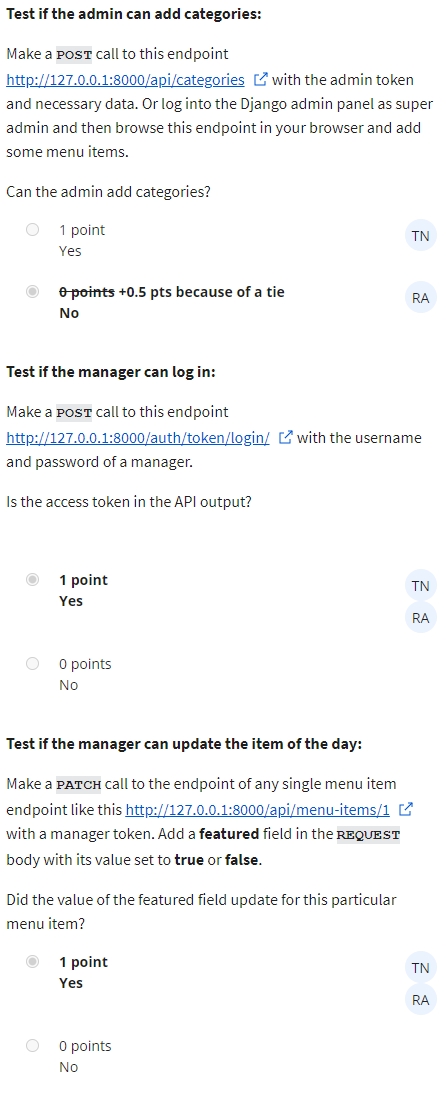 Test if the admin can add categories:
Make a POST call to this endpoint
http://127.0.0.1:8000/api/categories with the admin token
and necessary data. Or log into the Django admin panel as super
admin and then browse this endpoint in your browser and add
some menu items.
Can the admin add categories?
1 point
TN
Yes
0 points +0.5 pts because of a tie
RA
No
Test if the manager can log in:
Make a POST call to this endpoint
http://127.0.0.1:8000/auth/token/login/ with the username
and password of a manager.
Is the access token in the API output?
1 point
TN
Yes
RA
0 points
No
Test if the manager can update the item of the day:
Make a PATCH call to the endpoint of any single menu item
endpoint like this http://127.0.0.1:8000/api/menu-items/1
with a manager token. Add a featured field in the REQUEST
body with its value set to true or false.
Did the value of the featured field update for this particular
menu item?
1 point
TN
Yes
RA
0 points
No